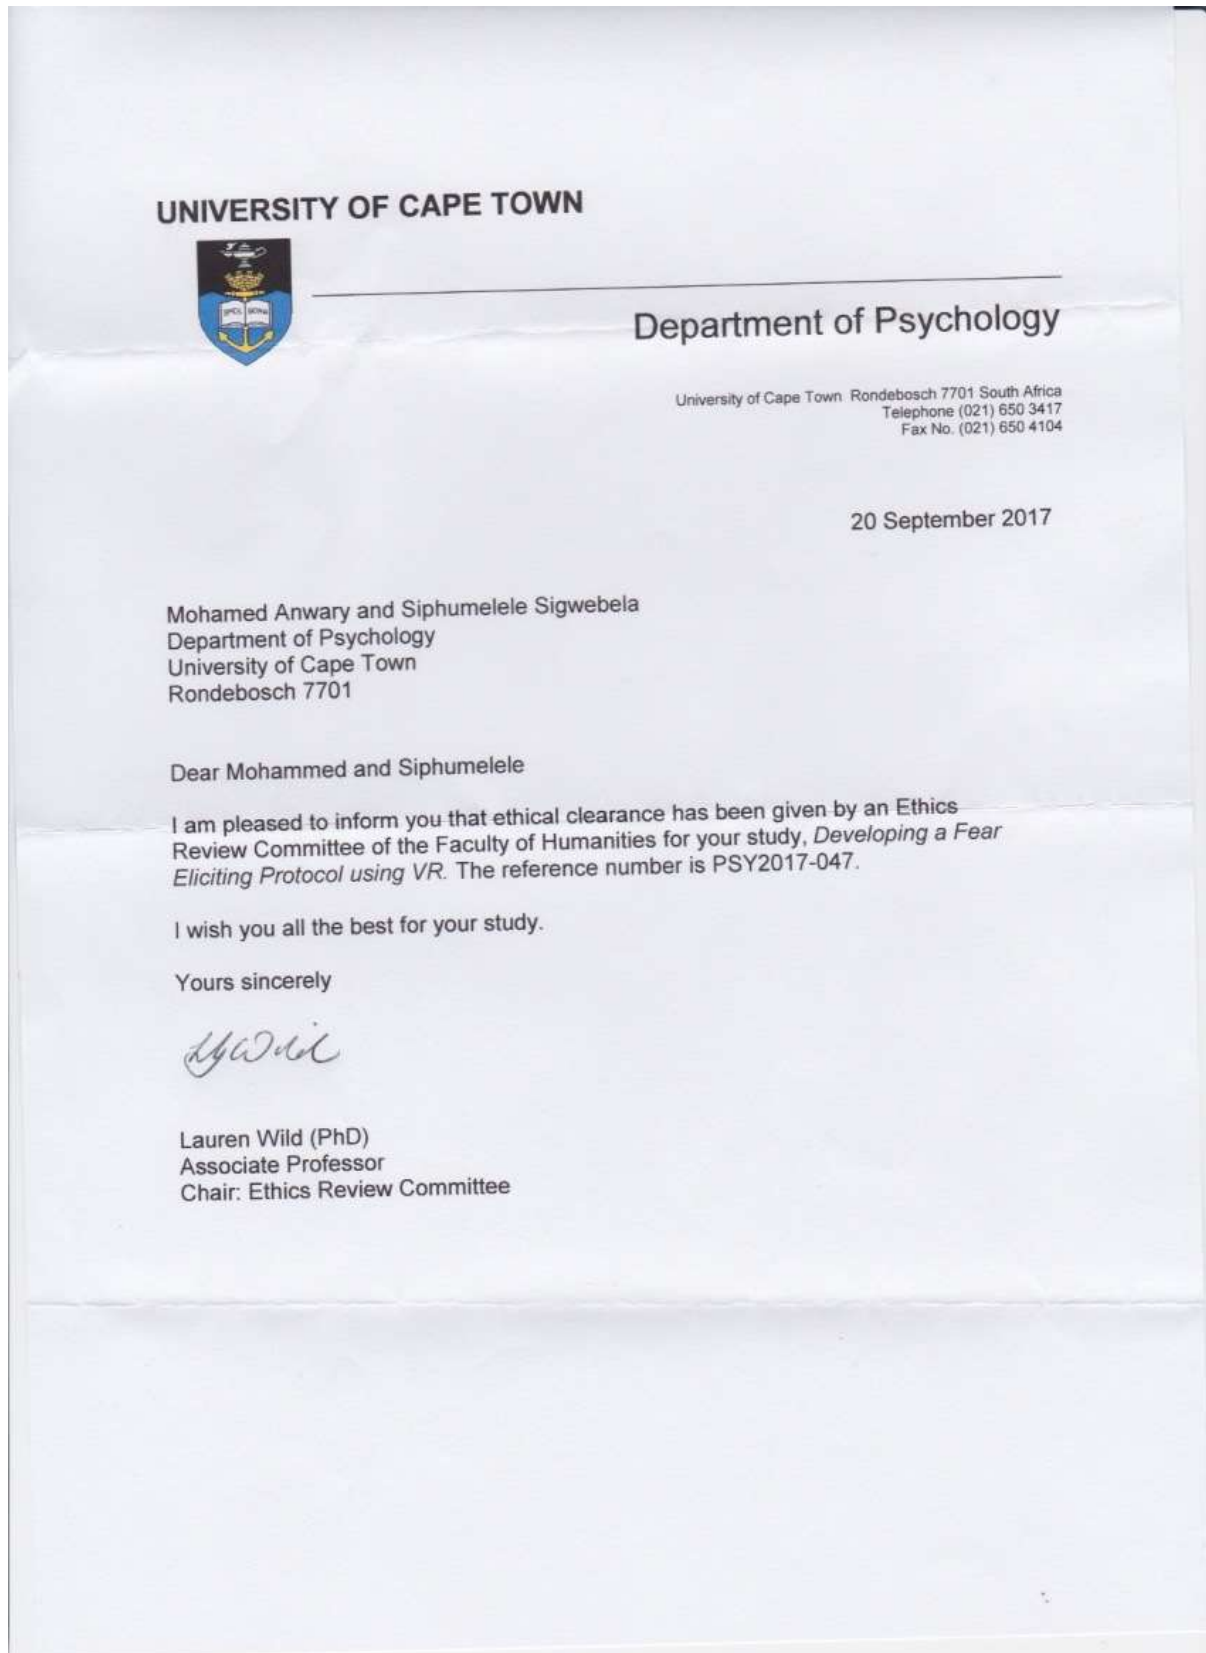 UNIVERSITY OF CAPE TOWN
SPES BONA
Department of Psychology
University of Cape Town Rondebosch 7701 South Africa
Telephone (021) 650 3417
Fax No. (021) 650 4104
20 September 2017
Mohamed Anwary and Siphumelele Sigwebela
Department of Psychology
University of Cape Town
Rondebosch 7701
Dear Mohammed and Siphumelele
I am pleased to inform you that ethical clearance has been given by an Ethics
Review Committee of the Faculty of Humanities for your study, Developing a Fear
Eliciting Protocol using VR. The reference number is PSY2017-047.
I wish you all the best for your study.
Yours sincerely
Lauren Wild (PhD)
Associate Professor
Chair: Ethics Review Committee